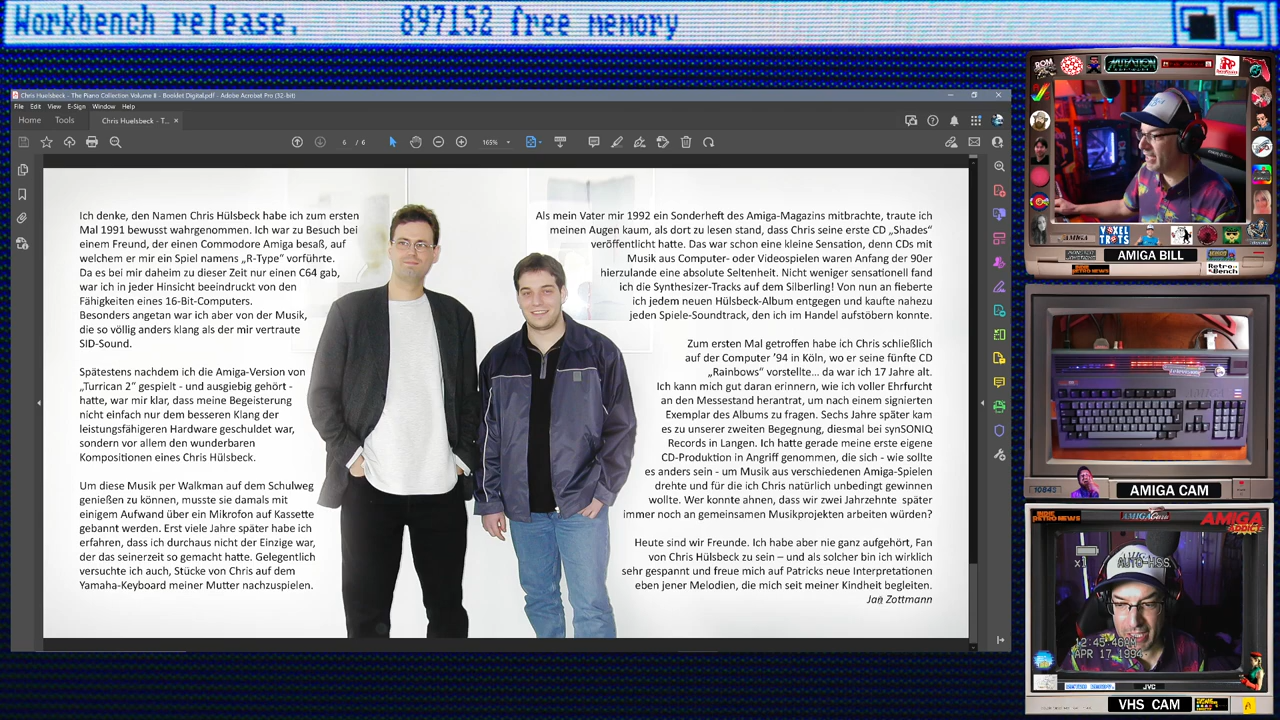 Workbench release.
897152 free memory
Chris Huelsbeck - The Piano Collection Volume II - Booklet Digital.pdf - Adobe Acrobat Pro (32-bit)
File Edit View E-Sign Window Help
Home Tools Chris Huelsbeck - T... ×
6 / 6
165%
Ich denke, den Namen Chris Hülsbeck habe ich zum ersten
Mal 1991 bewusst wahrgenommen. Ich war zu Besuch bei
einem Freund, der einen Commodore Amiga besaß, auf
welchem er mir ein Spiel namens „R-Type” vorführte.
Da es bei mir daheim zu dieser Zeit nur einen C64 gab,
war ich in jeder Hinsicht beeindruckt von den
Fähigkeiten eines 16-Bit-Computers.
Besonders angetan war ich aber von der Musik,
die so völlig anders klang als der mir vertraute
SID-Sound.
Spätestens nachdem ich die Amiga-Version von
„Turrican 2” gespielt - und ausgiebig gehört -
hatte, war mir klar, dass meine Begeisterung
nicht einfach nur dem besseren Klang der
leistungsfähigeren Hardware geschuldet war,
sondern vor allem den wunderbaren
Kompositionen eines Chris Hülsbeck.
Um diese Musik per Walkman auf dem Schulweg
genießen zu können, musste sie damals mit
einigem Aufwand über ein Mikrofon auf Kassette
gebannt werden. Erst viele Jahre später habe ich
erfahren, dass ich durchaus nicht der Einzige war,
der das seinerzeit so gemacht hatte. Gelegentlich
versuchte ich auch, Stücke von Chris auf dem
Yamaha-Keyboard meiner Mutter nachzuspielen.
Als mein Vater mir 1992 ein Sonderheft des Amiga-Magazins mitbrachte, traute ich
meinen Augen kaum, als dort zu lesen stand, dass Chris seine erste CD „Shades”
veröffentlicht hatte. Das war schon eine kleine Sensation, denn CDs mit
Musik aus Computer- oder Videospielen waren Anfang der 90er
hierzulande eine absolute Seltenheit. Nicht weniger sensationell fand
ich die Synthesizer-Tracks auf dem Silberling! Von nun an fieberte
ich jedem neuen Hülsbeck-Album entgegen und kaufte nahezu
jeden Spiele-Soundtrack, den ich im Handel aufstöbern konnte.
Zum ersten Mal getroffen habe ich Chris schließlich
auf der Computer ’94 in Köln, wo er seine fünfte CD
„Rainbows” vorstellte... da war ich 17 Jahre alt.
Ich kann mich gut daran erinnern, wie ich voller Ehrfurcht
an den Messestand herantrat, um nach einem signierten
Exemplar des Albums zu fragen. Sechs Jahre später kam
es zu unserer zweiten Begegnung, diesmal bei synSONIQ
Records in Langen. Ich hatte gerade meine erste eigene
CD-Produktion in Angriff genommen, die sich - wie sollte
es anders sein - um Musik aus verschiedenen Amiga-Spielen
drehte und für die ich Chris natürlich unbedingt gewinnen
wollte. Wer konnte ahnen, dass wir zwei Jahrzehnte später
immer noch an gemeinsamen Musikprojekten arbeiten würden?
Heute sind wir Freunde. Ich habe aber nie ganz aufgehört, Fan
von Chris Hülsbeck zu sein – und als solcher bin ich wirklich
sehr gespannt und freue mich auf Patricks neue Interpretationen
eben jener Melodien, die mich seit meiner Kindheit begleiten.
Jan Zottmann
MUTATION
AMIGA
VOXEL TROTS
AMIGA BILL
Retro-Bench
INDIE RETRO NEWS
10845
AMIGA CAM
INDIE RETRO NEWS
AMIGA ADDICT
x1
AUTO-HSS
12:45:46AM
APR 17 1994
JVC
VHS CAM